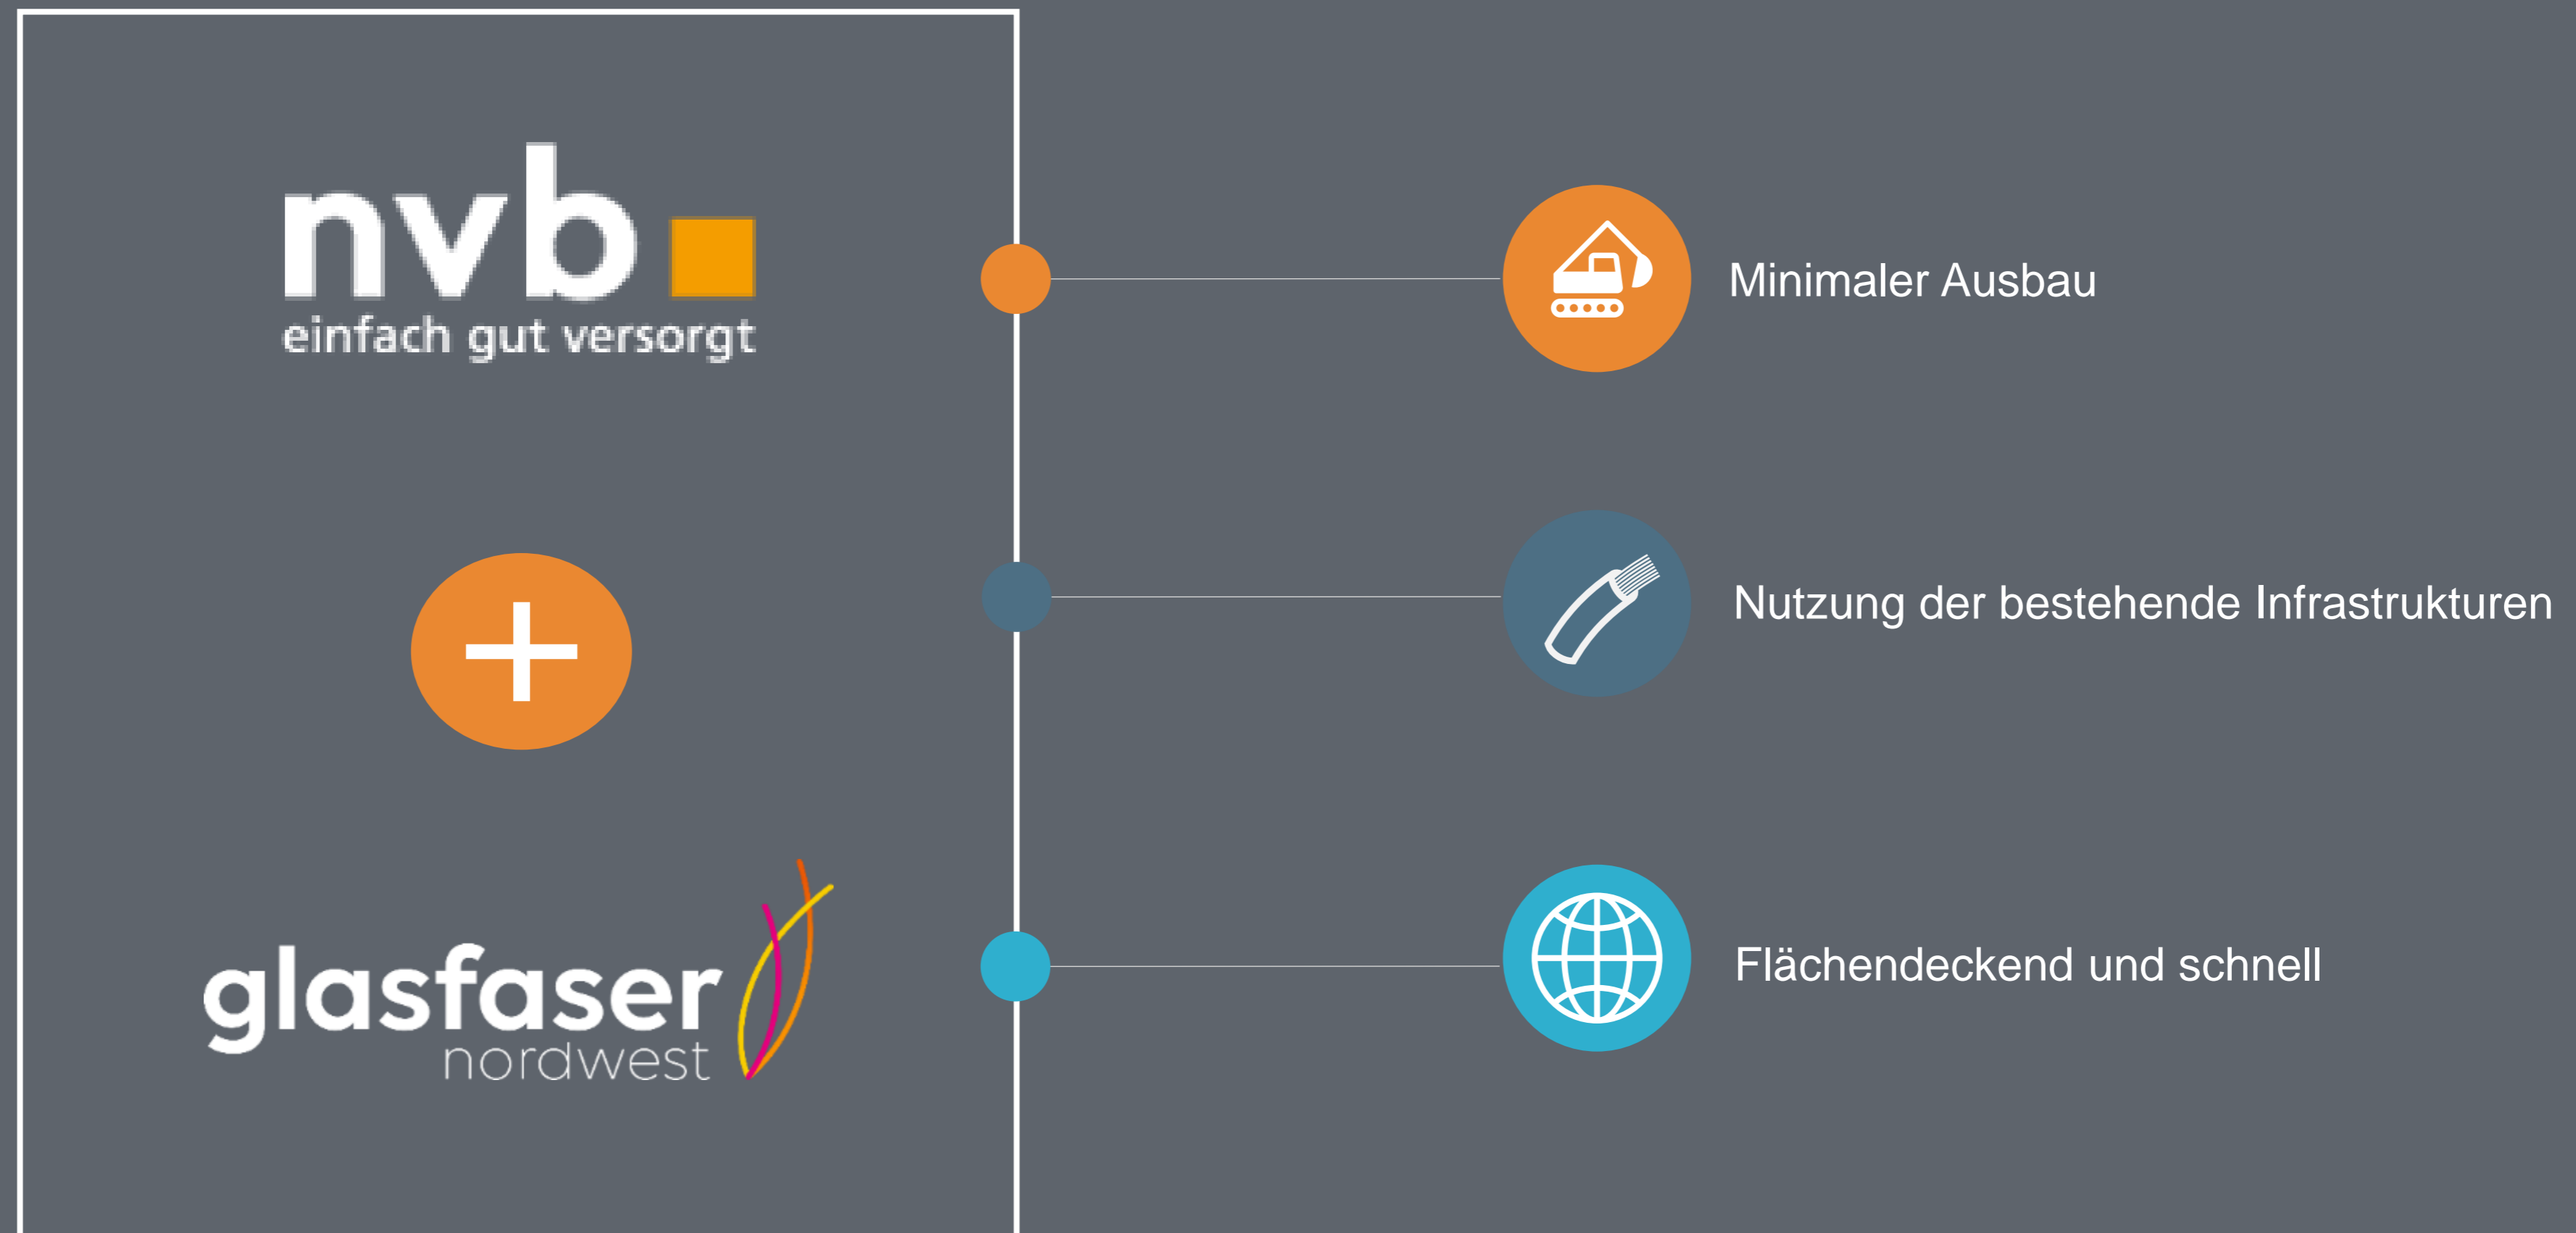 nvb
einfach gut versorgt
glasfaser
nordwest
Minimaler Ausbau
Nutzung der bestehende Infrastrukturen
Flächendeckend und schnell